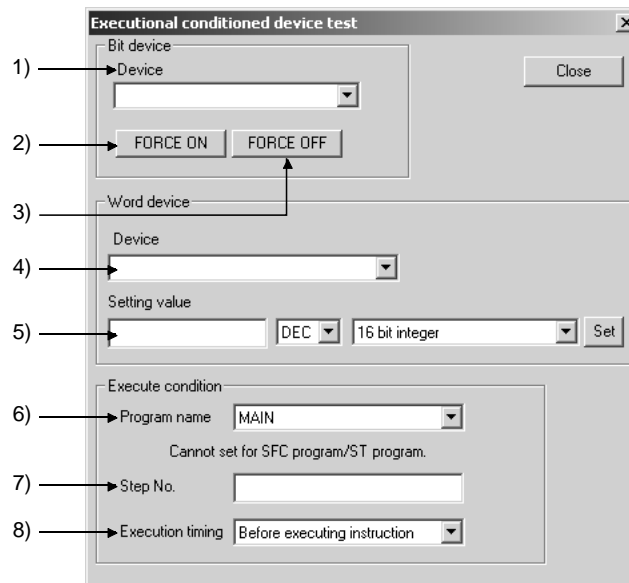 Executional conditioned device test
Bit device
1) Device
Close
2) FORCE ON FORCE OFF
3)
Word device
Device
4)
Setting value
5) DEC 16 bit integer Set
Execute condition
6) Program name MAIN
Cannot set for SFC program/ST program.
7) Step No.
8) Execution timing Before executing instruction